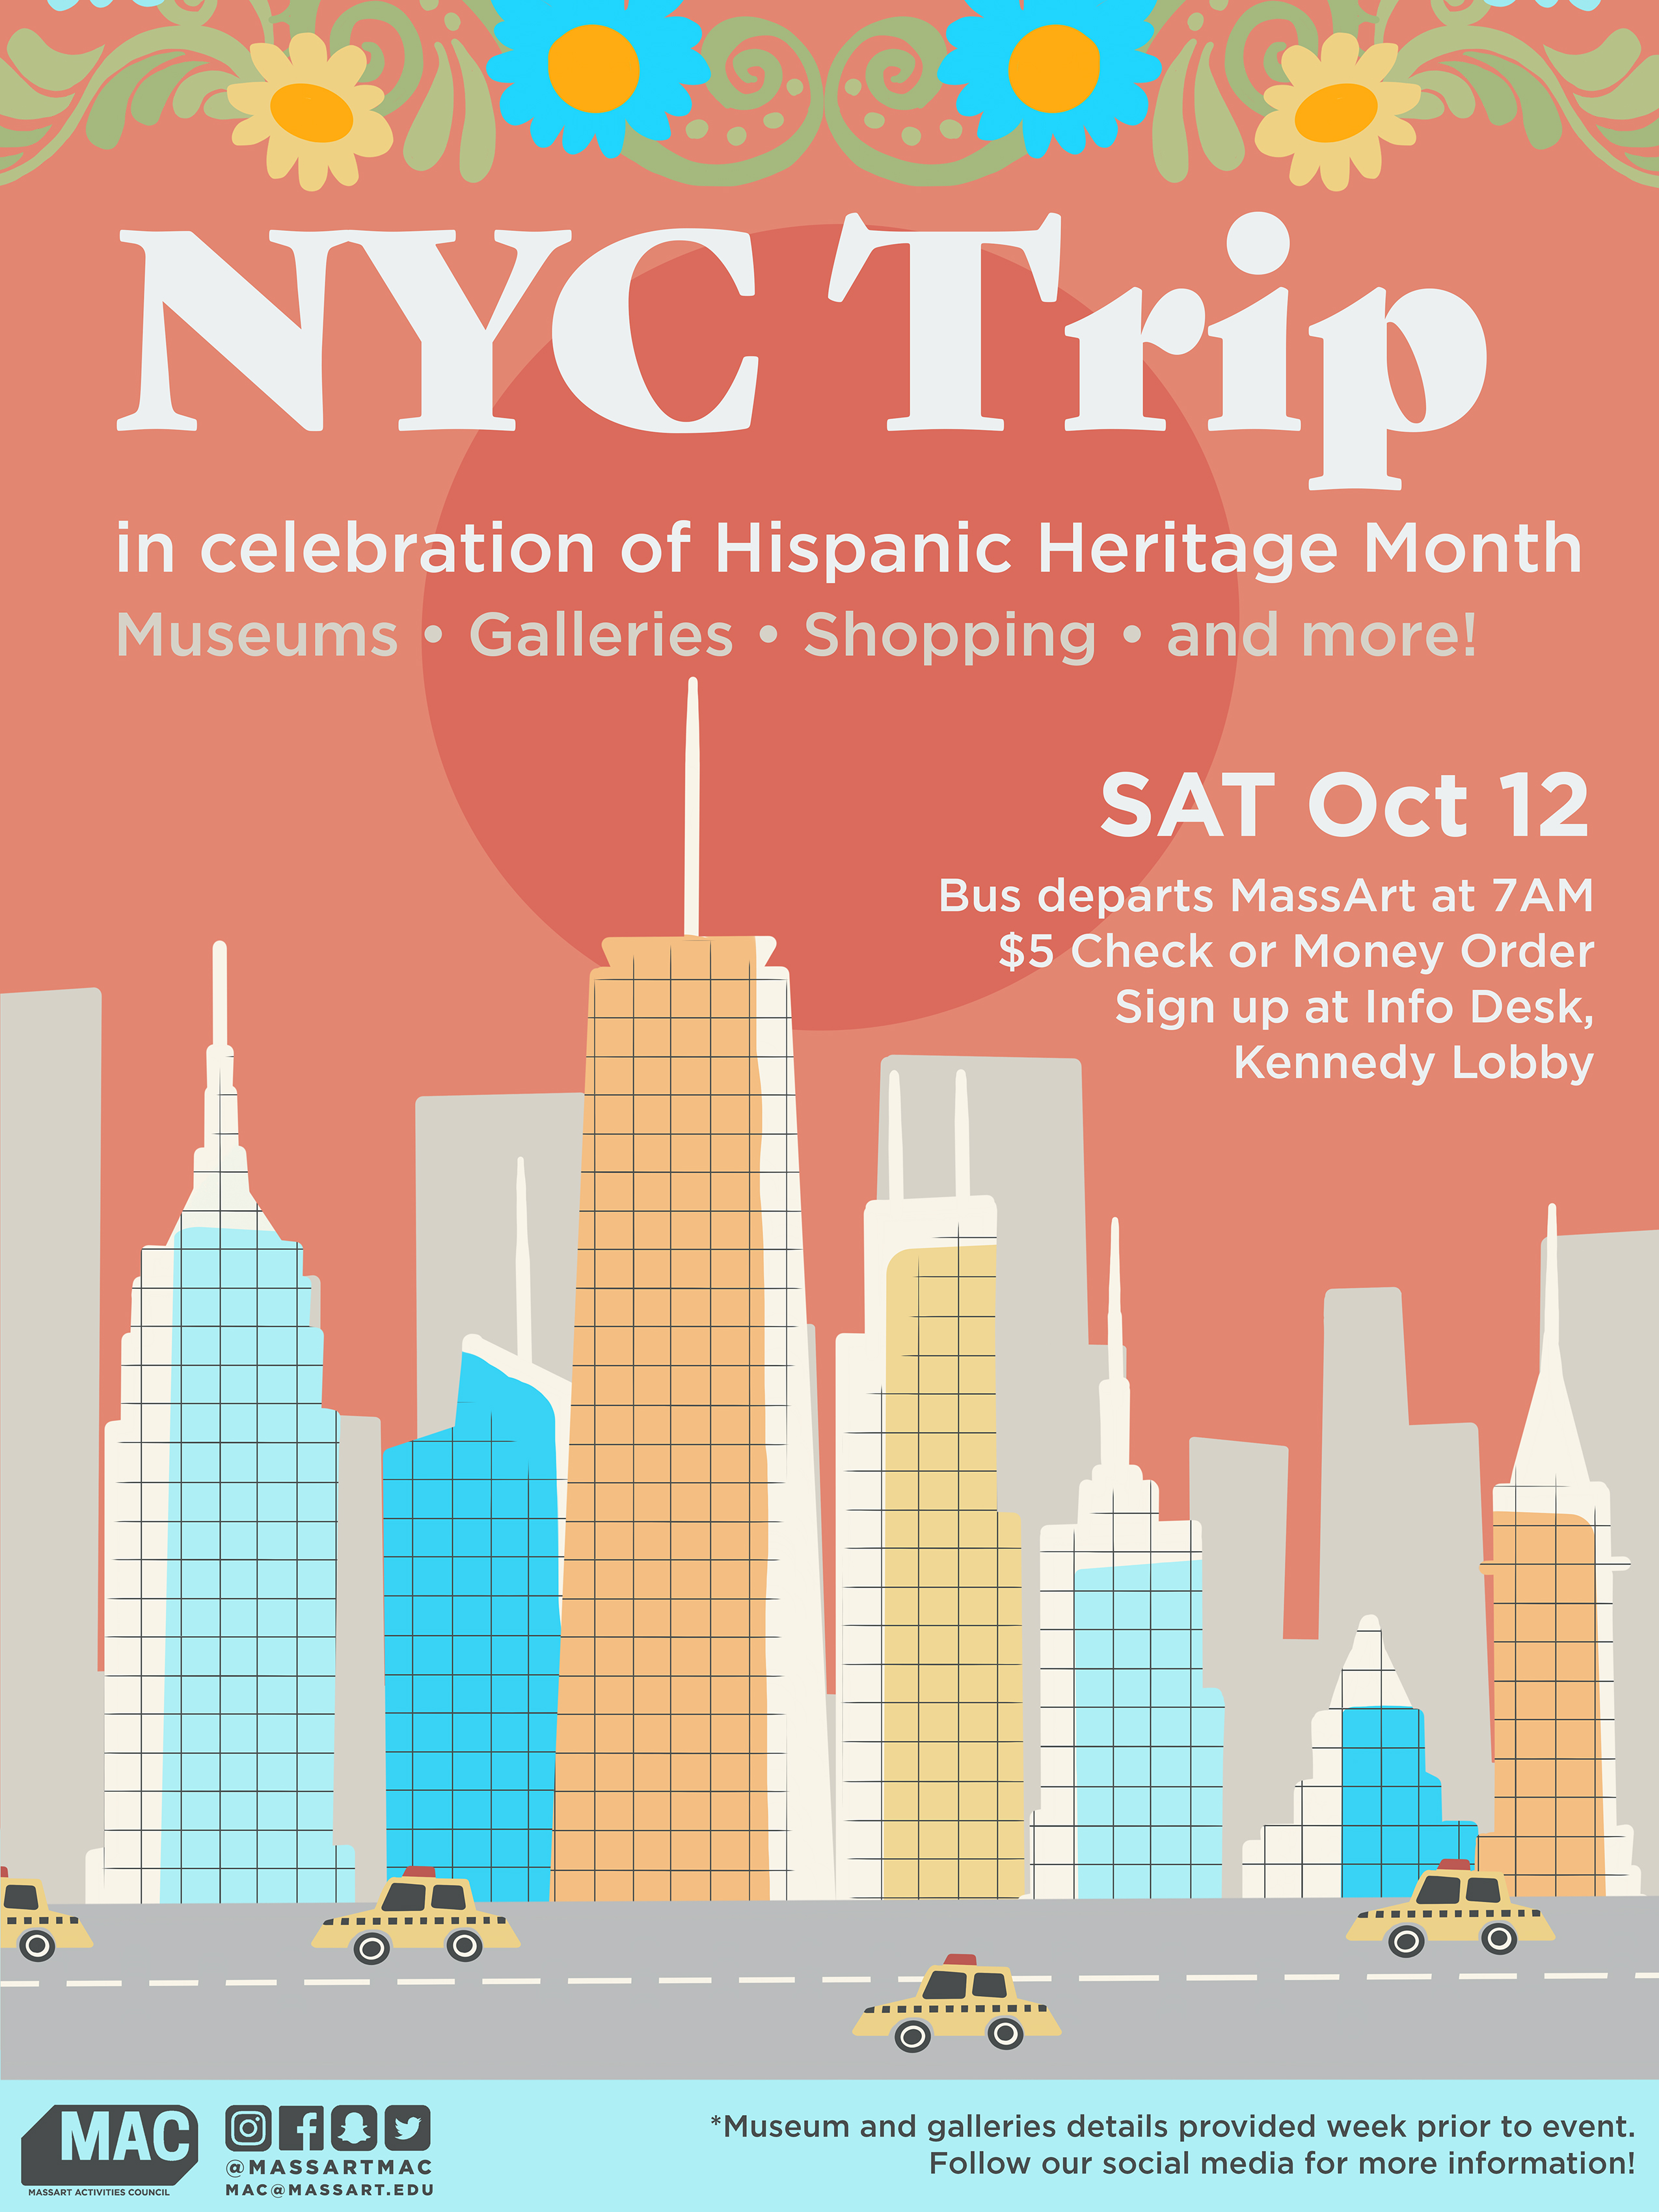 NYC Trip
in celebration of Hispanic Heritage Month
Museums • Galleries • Shopping • and more!
SAT Oct 12
Bus departs MassArt at 7AM
$5 Check or Money Order
Sign up at Info Desk,
Kennedy Lobby
MAC
MASSART ACTIVITIES COUNCIL
@MASSARTMAC
MAC@MASSART.EDU
*Museum and galleries details provided week prior to event.
Follow our social media for more information!